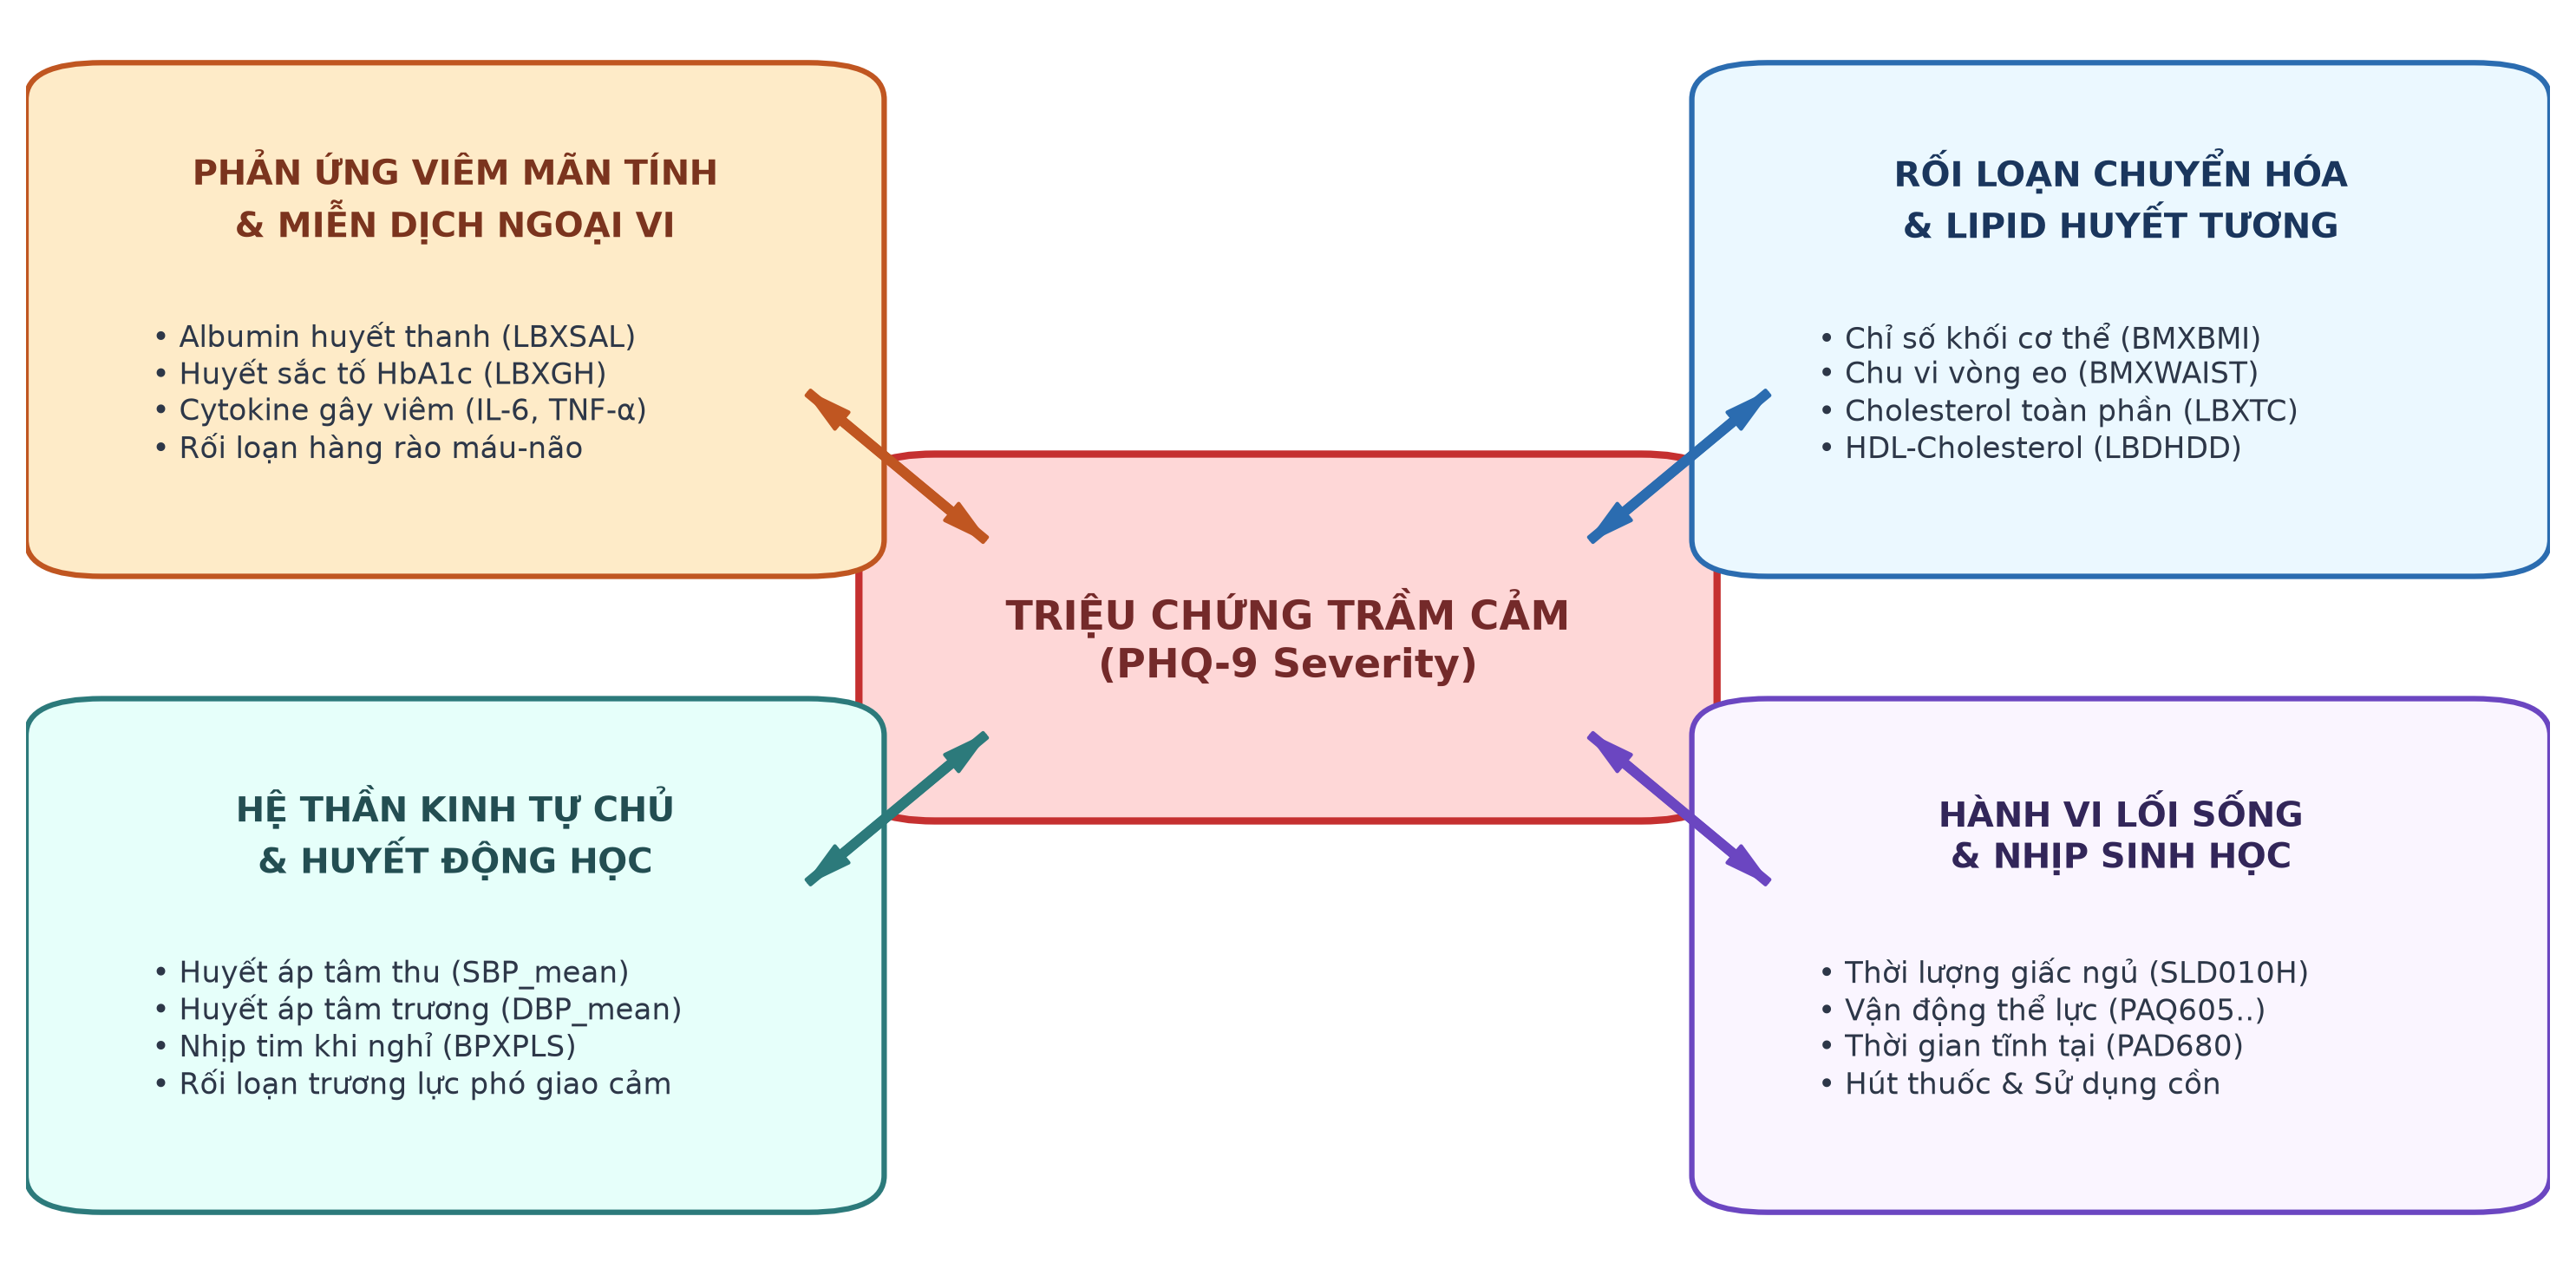 PHẢN ỨNG VIÊM MÃN TÍNH
& MIỄN DỊCH NGOẠI VI
• Albumin huyết thanh (LBXSAL)
• Huyết sắc tố HbA1c (LBXGH)
• Cytokine gây viêm (IL-6, TNF-α)
• Rối loạn hàng rào máu-não
RỐI LOẠN CHUYỂN HÓA
& LIPID HUYẾT TƯƠNG
• Chỉ số khối cơ thể (BMXBMI)
• Chu vi vòng eo (BMXWAIST)
• Cholesterol toàn phần (LBXTC)
• HDL-Cholesterol (LBDHDD)
TRIỆU CHỨNG TRẦM CẢM
(PHQ-9 Severity)
HỆ THẦN KINH TỰ CHỦ
& HUYẾT ĐỘNG HỌC
• Huyết áp tâm thu (SBP_mean)
• Huyết áp tâm trương (DBP_mean)
• Nhịp tim khi nghỉ (BPXPLS)
• Rối loạn trương lực phó giao cảm
HÀNH VI LỐI SỐNG
& NHỊP SINH HỌC
• Thời lượng giấc ngủ (SLD010H)
• Vận động thể lực (PAQ605..)
• Thời gian tĩnh tại (PAD680)
• Hút thuốc & Sử dụng cồn